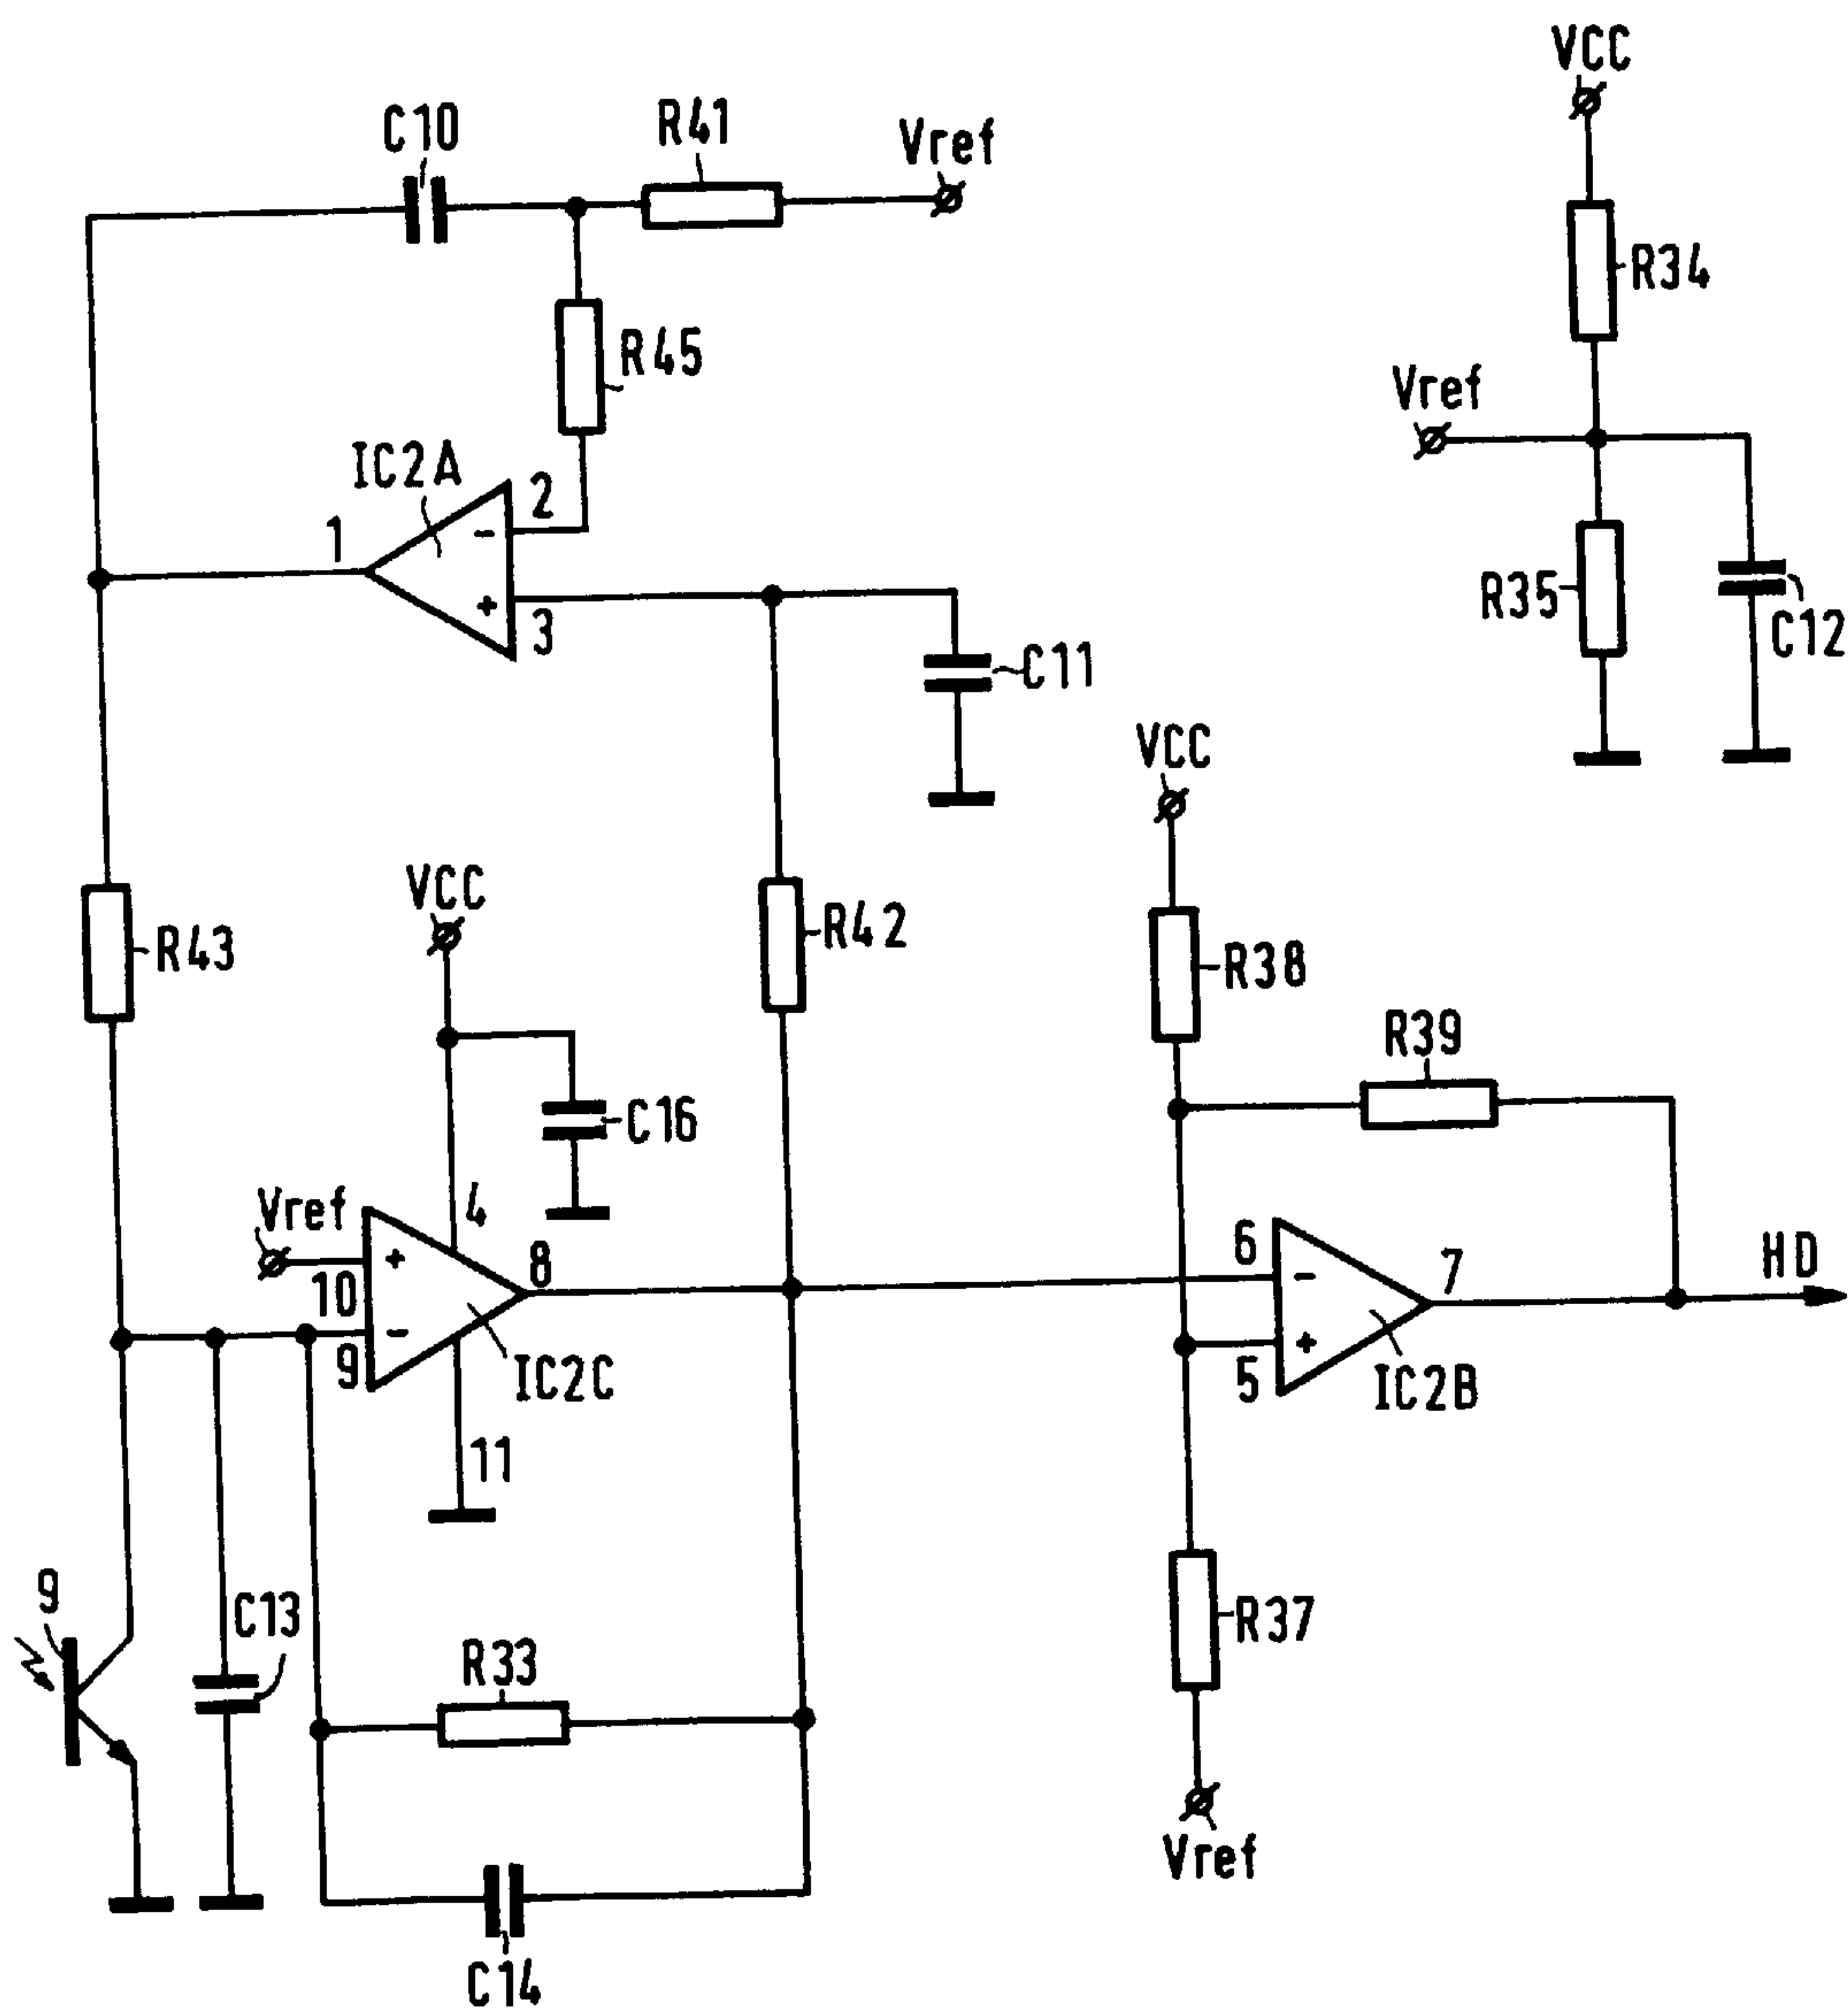 VCC
C10
R41
Vref
R34
R45
Vref
IC2A
2
1
-
+
3
R35
C12
C11
VCC
VCC
R43
R42
R38
R39
C16
Vref
4
+
10
8
-
9
IC2C
11
6
-
7
HD
+
5
IC2B
9
C13
R33
R37
Vref
C14